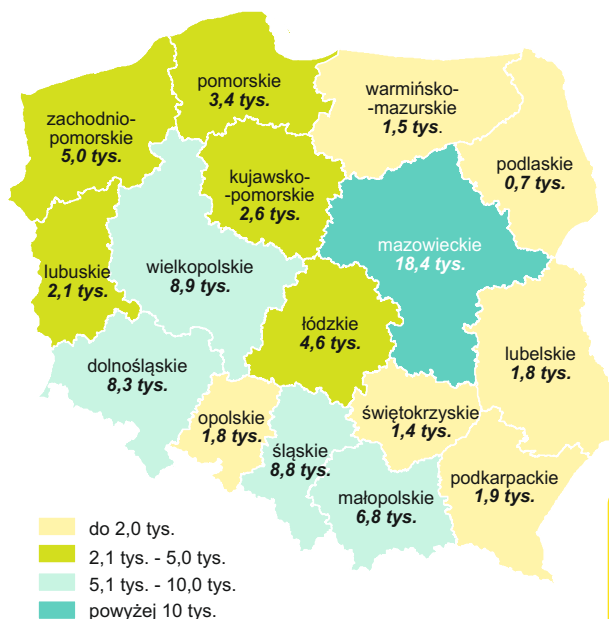 pomorskie
3,4 tys.
warmińsko-
-mazurskie
1,5 tys.
zachodnio-
pomorskie
5,0 tys.
podlaskie
0,7 tys.
kujawsko-
-pomorskie
2,6 tys.
mazowieckie
18,4 tys.
lubuskie
2,1 tys.
wielkopolskie
8,9 tys.
łódzkie
4,6 tys.
lubelskie
1,8 tys.
dolnośląskie
8,3 tys.
opolskie
1,8 tys.
świętokrzyskie
1,4 tys.
śląskie
8,8 tys.
małopolskie
6,8 tys.
podkarpackie
1,9 tys.
do 2,0 tys.
2,1 tys. - 5,0 tys.
5,1 tys. - 10,0 tys.
powyżej 10 tys.